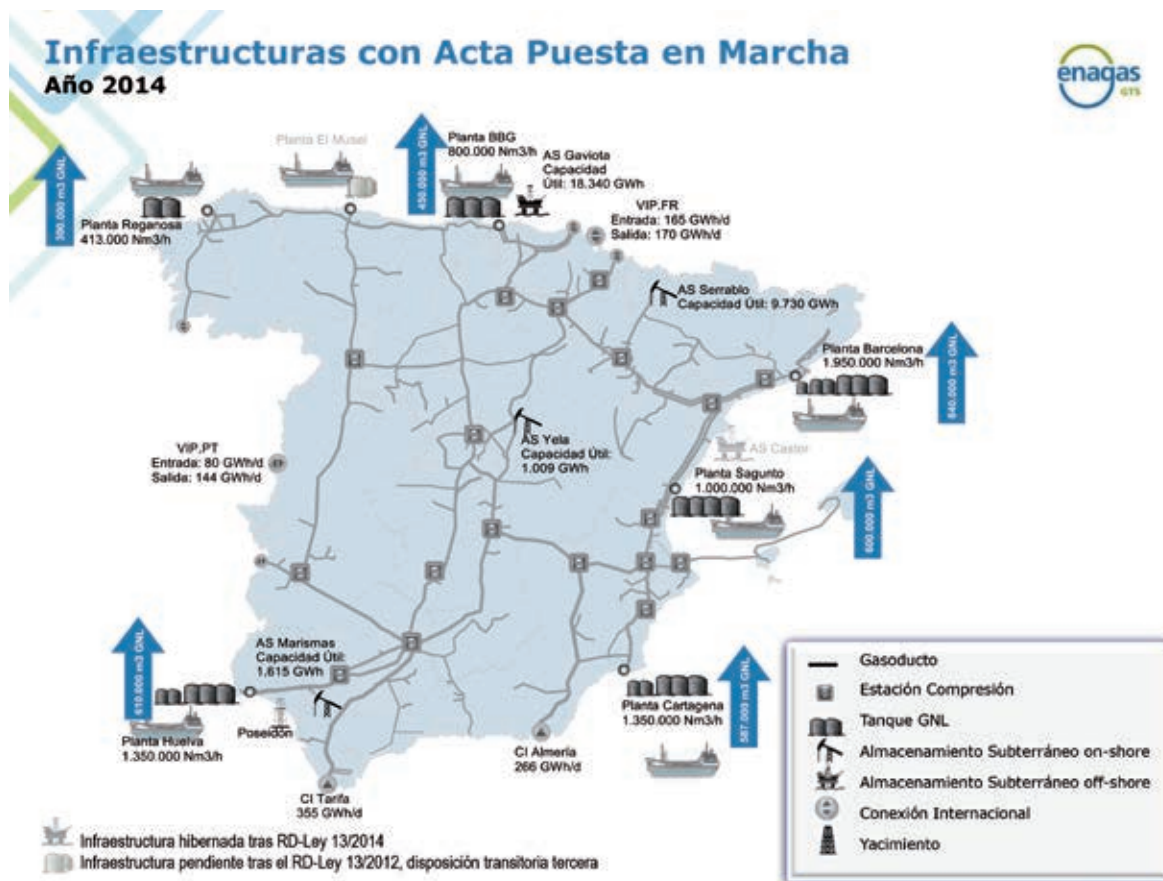 Infraestructuras con Acta Puesta en Marcha
Año 2014
enagas
GTS
Planta El Musel
390.000 m3 GNL
Planta Reganosa
413.000 Nm3/h
450.000 m3 GNL
Planta BBG
800.000 Nm3/h
AS Gaviota
Capacidad
Útil: 18.340 GWh
VIP.FR
Entrada: 165 GWh/d
Salida: 170 GWh/d
AS Serrablo
Capacidad Útil: 9.730 GWh
Planta Barcelona
1.950.000 Nm3/h
840.000 m3 GNL
AS Yela
Capacidad Útil:
1.009 GWh
AS Castor
VIP.PT
Entrada: 80 GWh/d
Salida: 144 GWh/d
Planta Sagunto
1.000.000 Nm3/h
600.000 m3 GNL
610.000 m3 GNL
AS Marismas
Capacidad Útil:
1.615 GWh
Planta Huelva
1.350.000 Nm3/h
Poseidón
CI Tarifa
355 GWh/d
CI Almería
266 GWh/d
Planta Cartagena
1.350.000 Nm3/h
587.000 m3 GNL
Gasoducto
Estación Compresión
Tanque GNL
Almacenamiento Subterráneo on-shore
Almacenamiento Subterráneo off-shore
Conexión Internacional
Yacimiento
Infraestructura hibernada tras RD-Ley 13/2014
Infraestructura pendiente tras el RD-Ley 13/2012, disposición transitoria tercera